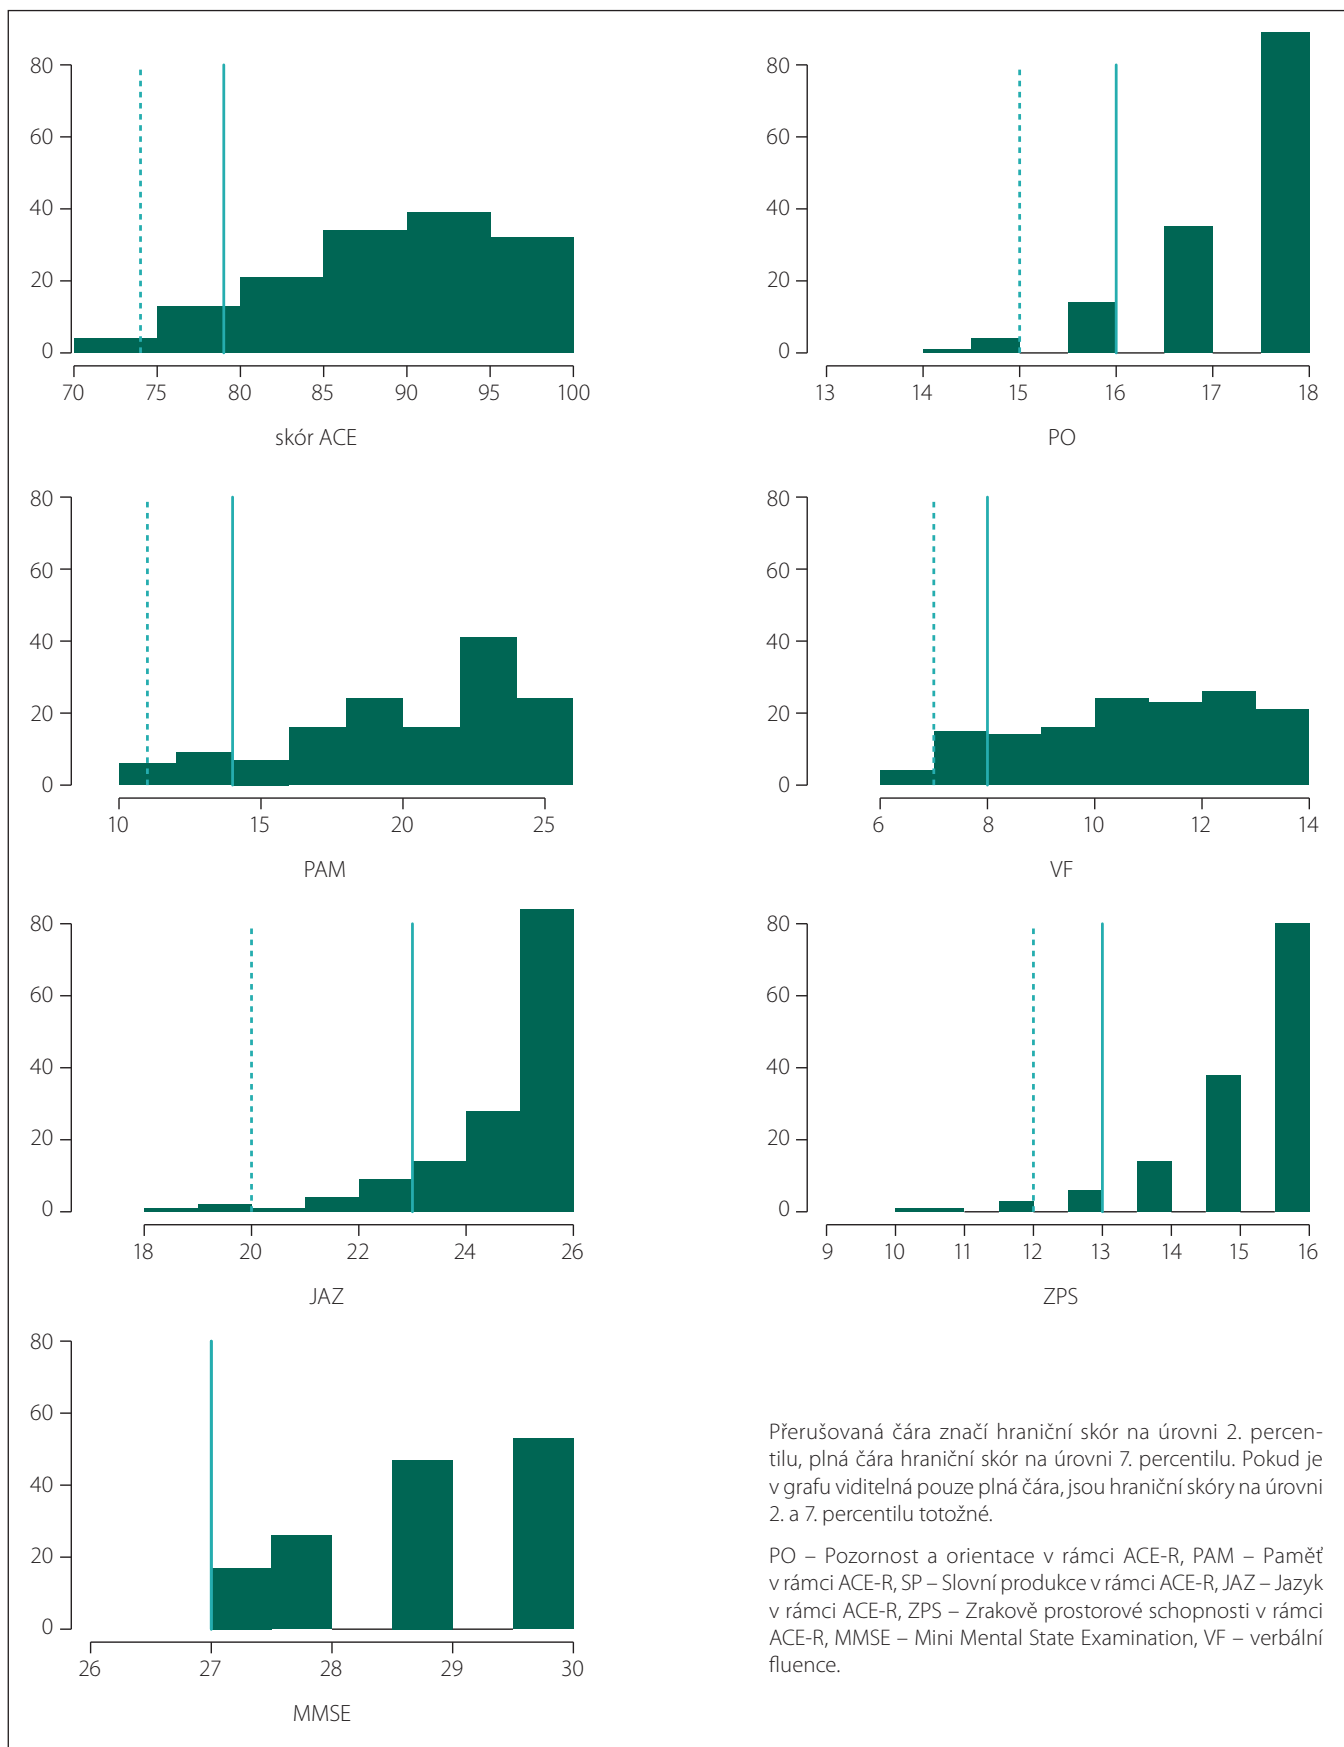 80
60
40
20
0
70 75 80 85 90 95 100
skór ACE
80
60
40
20
0
13 14 15 16 17 18
PO
80
60
40
20
0
10 15 20 25
PAM
80
60
40
20
0
6 8 10 12 14
VF
80
60
40
20
0
18 20 22 24 26
JAZ
80
60
40
20
0
9 10 11 12 13 14 15 16
ZPS
80
60
40
20
0
26 27 28 29 30
MMSE
Přerušovaná čára značí hraniční skór na úrovni 2. percen-
tilu, plná čára hraniční skór na úrovni 7. percentilu. Pokud je
v grafu viditelná pouze plná čára, jsou hraniční skóry na úrovni
2. a 7. percentilu totožné.
PO – Pozornost a orientace v rámci ACE-R, PAM – Paměť
v rámci ACE-R, SP – Slovní produkce v rámci ACE-R, JAZ – Jazyk
v rámci ACE-R, ZPS – Zrakově prostorové schopnosti v rámci
ACE-R, MMSE – Mini Mental State Examination, VF – verbální
fluence.